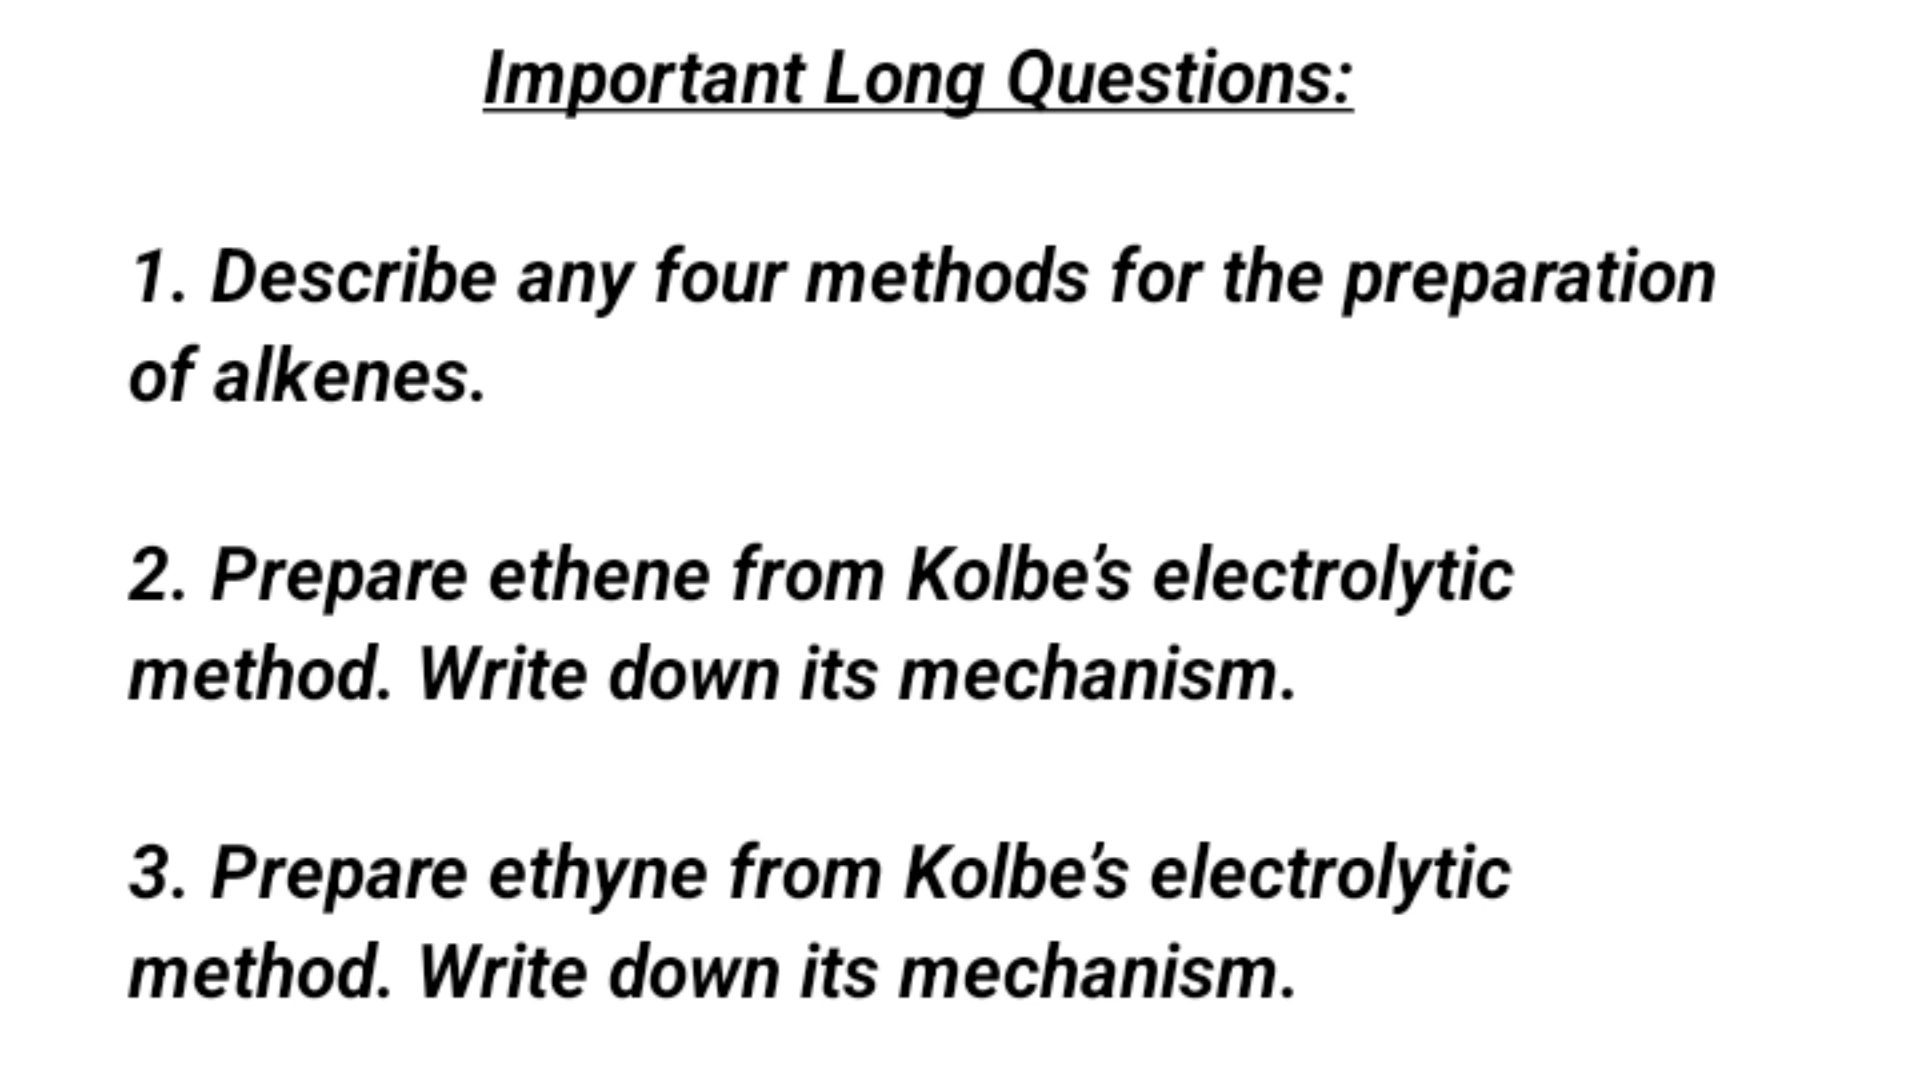 Important Long Questions:
1. Describe any four methods for the preparation
of alkenes.
2. Prepare ethene from Kolbe’s electrolytic
method. Write down its mechanism.
3. Prepare ethyne from Kolbe’s electrolytic
method. Write down its mechanism.